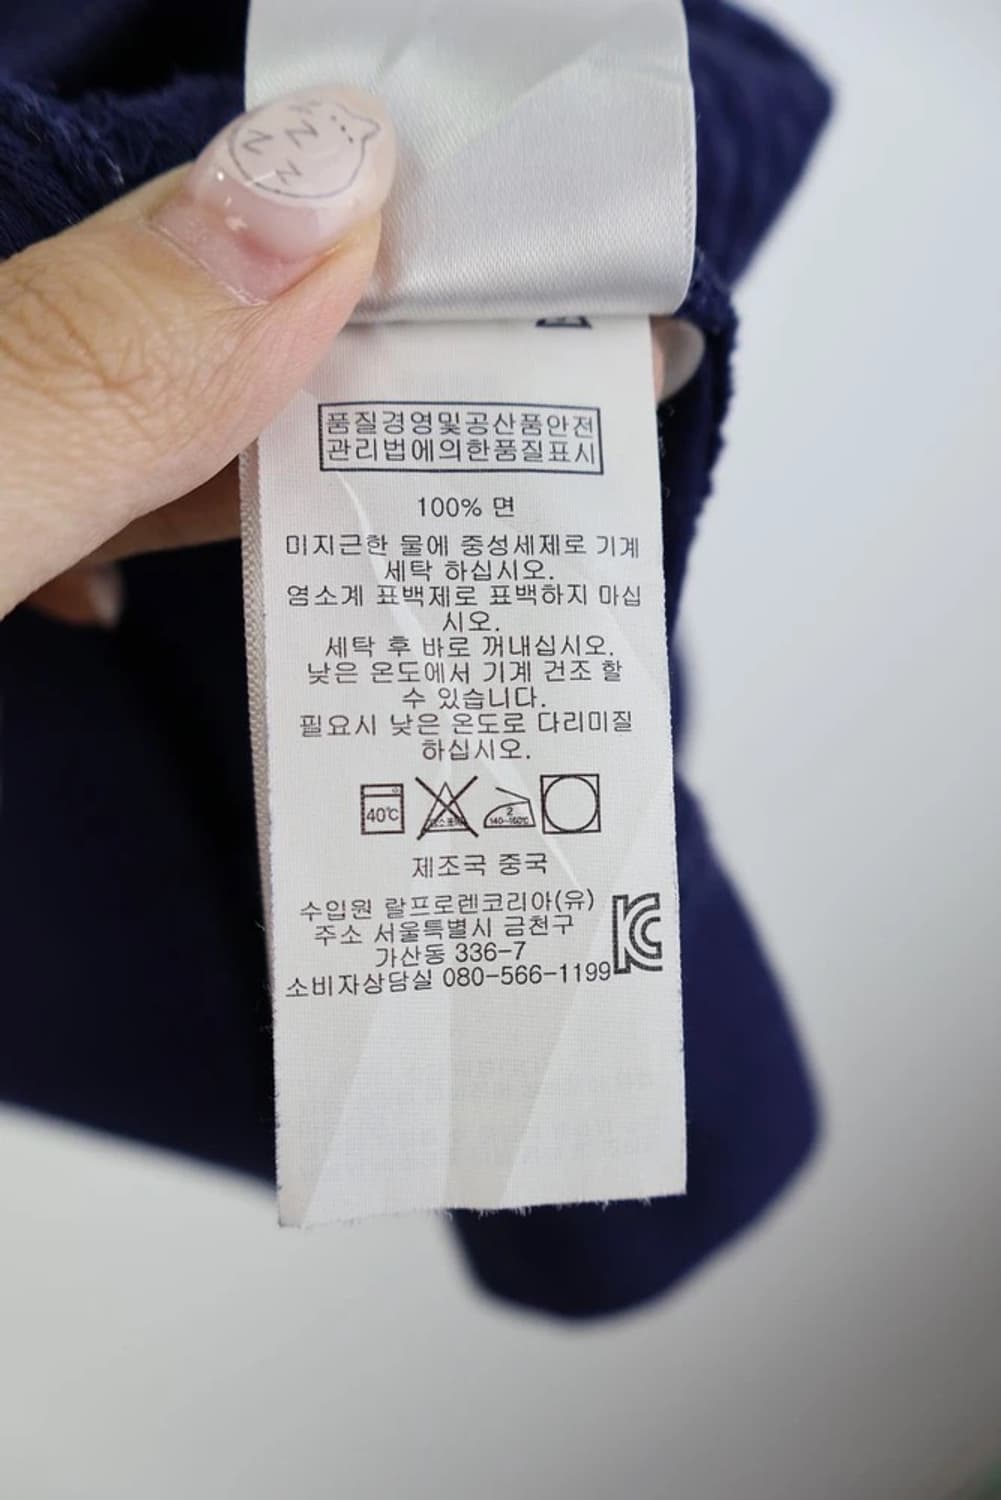 Z
Z
Z
품질경영및공산품안전
관리법에의한품질표시
100% 면
미지근한 물에 중성세제로 기계
세탁 하십시오.
염소계 표백제로 표백하지 마십
시오.
세탁 후 바로 꺼내십시오.
낮은 온도에서 기계 건조 할
수 있습니다.
필요시 낮은 온도로 다리미질
하십시오.
40℃
2
140~160℃
제조국 중국
수입원 랄프로렌코리아(유)
주소 서울특별시 금천구
가산동 336-7
소비자상담실 080-566-1199